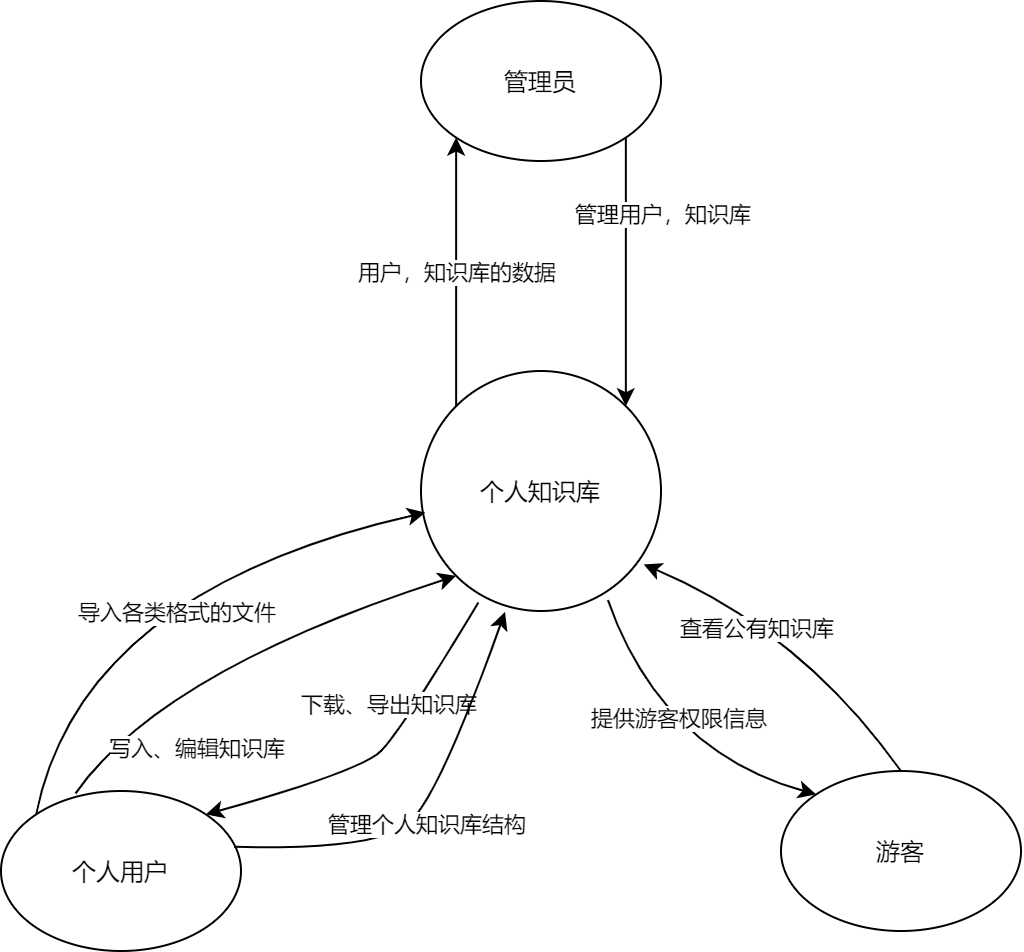 管理员
管理用户，知识库
用户，知识库的数据
个人知识库
导入各类格式的文件
查看公有知识库
下载、导出知识库
提供游客权限信息
写入、编辑知识库
管理个人知识库结构
游客
个人用户